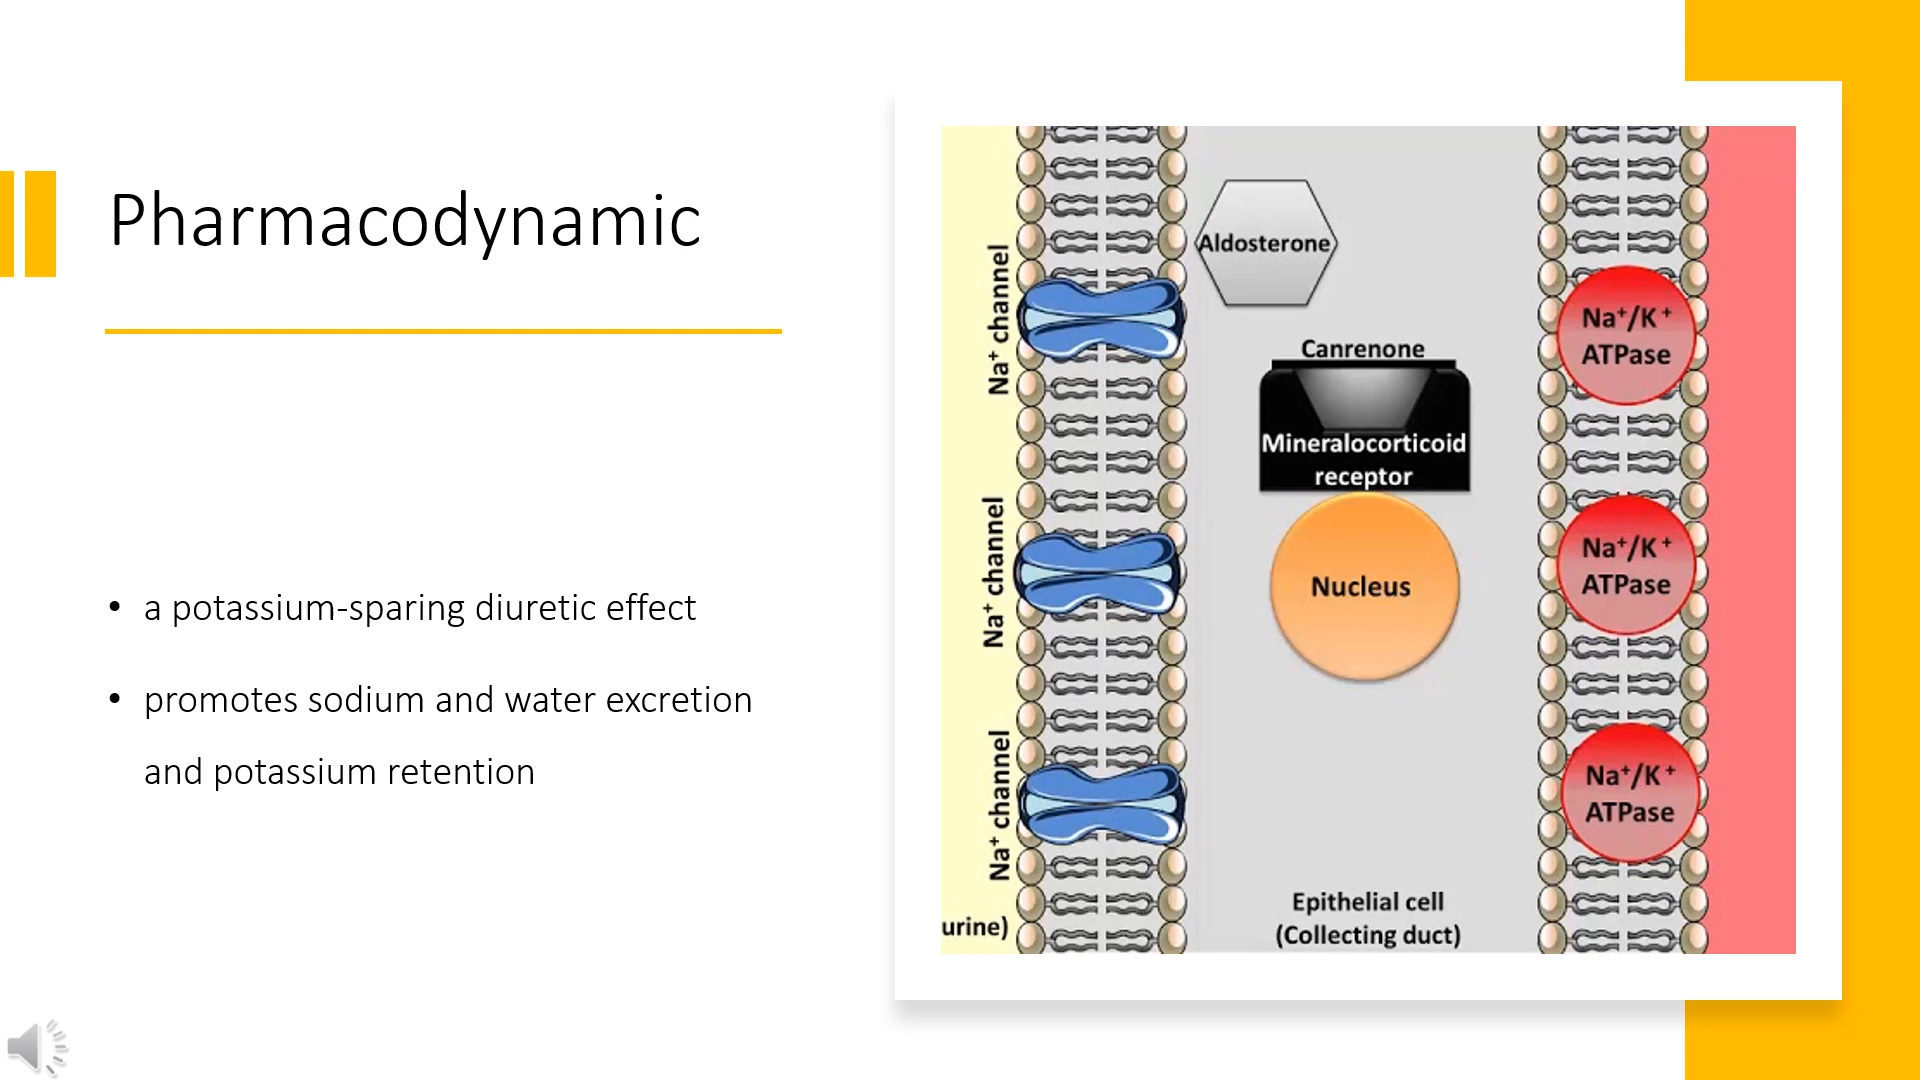 Pharmacodynamic
• a potassium-sparing diuretic effect
• promotes sodium and water excretion
and potassium retention
Aldosterone
Na⁺ channel
Canrenone
Mineralocorticoid
receptor
Na⁺/K⁺
ATPase
Na⁺ channel
Nucleus
Na⁺/K⁺
ATPase
Na⁺ channel
Na⁺/K⁺
ATPase
Epithelial cell
(Collecting duct)
urine)